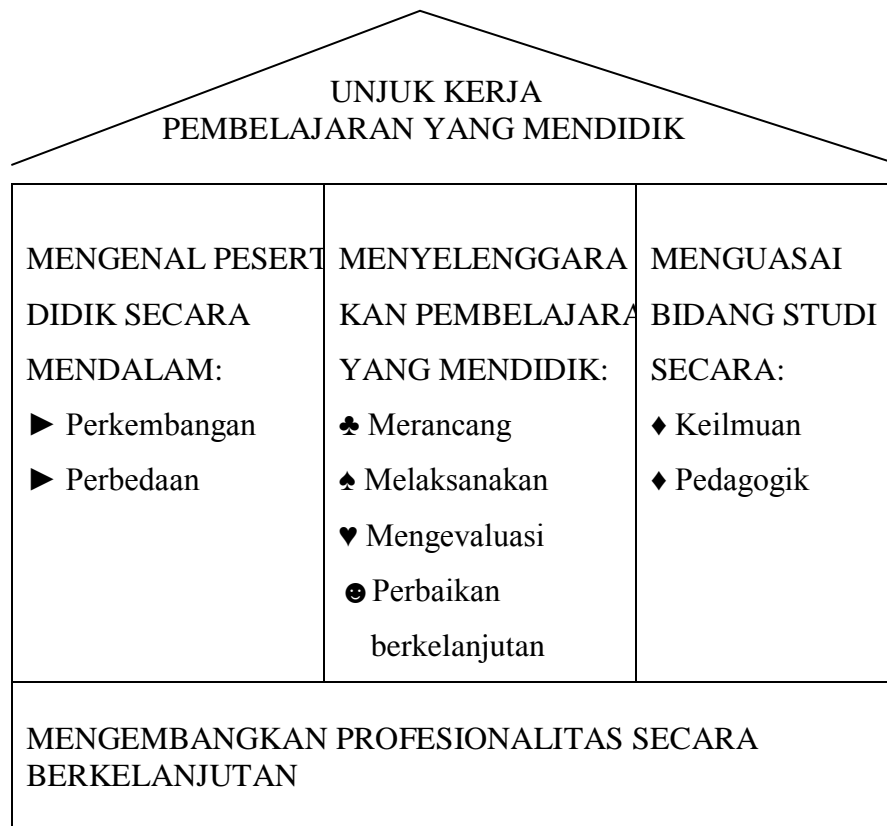 UNJUK KERJA
PEMBELAJARAN YANG MENDIDIK
MENGENAL PESERT
DIDIK SECARA
MENDALAM:
► Perkembangan
► Perbedaan
MENYELENGGARA
KAN PEMBELAJARA
YANG MENDIDIK:
♣ Merancang
♠ Melaksanakan
♥ Mengevaluasi
☻Perbaikan
berkelanjutan
MENGUASAI
BIDANG STUDI
SECARA:
♦ Keilmuan
♦ Pedagogik
MENGEMBANGKAN PROFESIONALITAS SECARA
BERKELANJUTAN